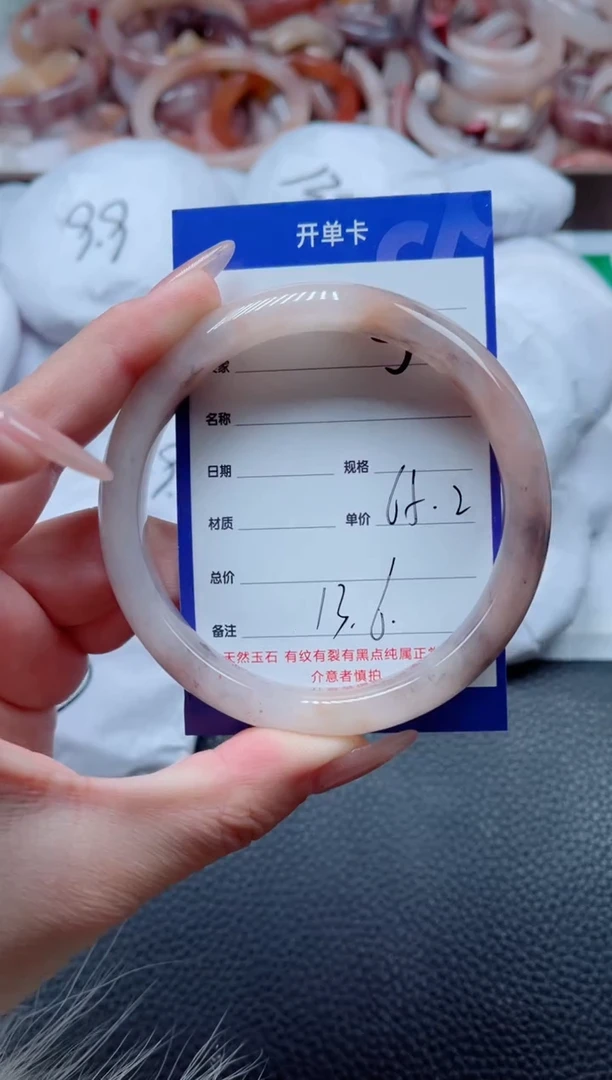 9.9
开单卡
家
名称
日期 规格
材质 单价 65.2
总价
备注 13.6.
天然玉石 有纹有裂有黑点纯属正常
介意者慎拍